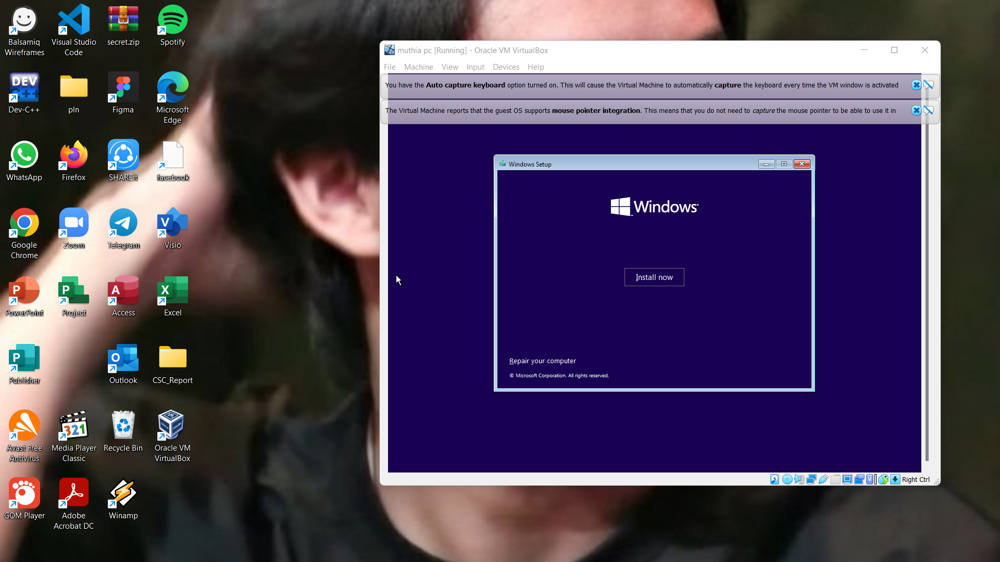 Balsamiq
Wireframes
Visual Studio
Code
secret.zip
Spotify
DEV
C++
Dev-C++
pln
Figma
Microsoft
Edge
WhatsApp
Firefox
SHAREit
facebook
Google
Chrome
Zoom
Telegram
V
Visio
P
PowerPoint
P
Project
A
Access
X
Excel
P
Publisher
O
Outlook
CSC_Report
Avast Free
Antivirus
321
Media Player
Classic
Recycle Bin
Oracle VM
VirtualBox
GOM Player
Adobe
Acrobat DC
Winamp
muthia pc [Running] - Oracle VM VirtualBox
File Machine View Input Devices Help
You have the Auto capture keyboard option turned on. This will cause the Virtual Machine to automatically capture the keyboard every time the VM window is activated
The Virtual Machine reports that the guest OS supports mouse pointer integration. This means that you do not need to capture the mouse pointer to be able to use it in
Windows Setup
Windows
Install now
Repair your computer
© Microsoft Corporation. All rights reserved.
Right Ctrl